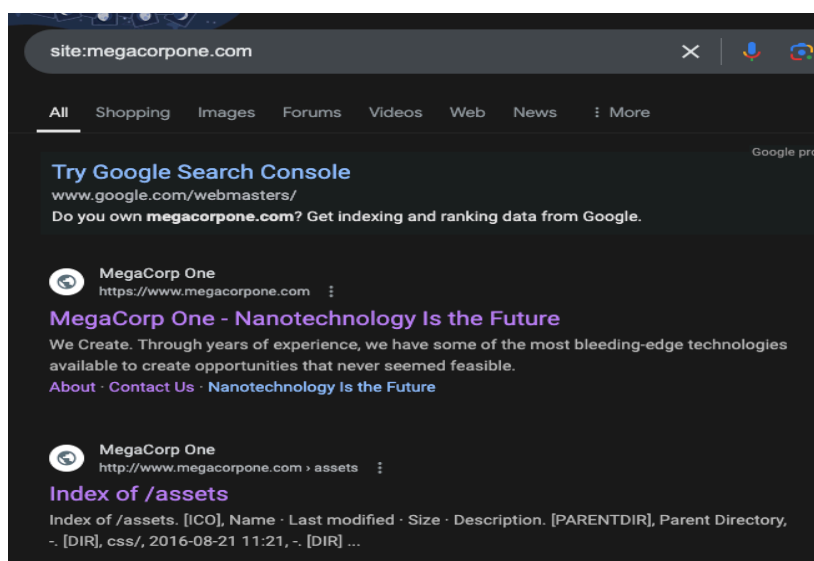 site:megacorpone.com
All Shopping Images Forums Videos Web News More
Google pro
Try Google Search Console
www.google.com/webmasters/
Do you own megacorpone.com? Get indexing and ranking data from Google.
MegaCorp One
https://www.megacorpone.com
MegaCorp One - Nanotechnology Is the Future
We Create. Through years of experience, we have some of the most bleeding-edge technologies
available to create opportunities that never seemed feasible.
About · Contact Us · Nanotechnology Is the Future
MegaCorp One
http://www.megacorpone.com › assets
Index of /assets
Index of /assets. [ICO], Name · Last modified · Size · Description. [PARENTDIR], Parent Directory,
-. [DIR], css/, 2016-08-21 11:21, -. [DIR] ...